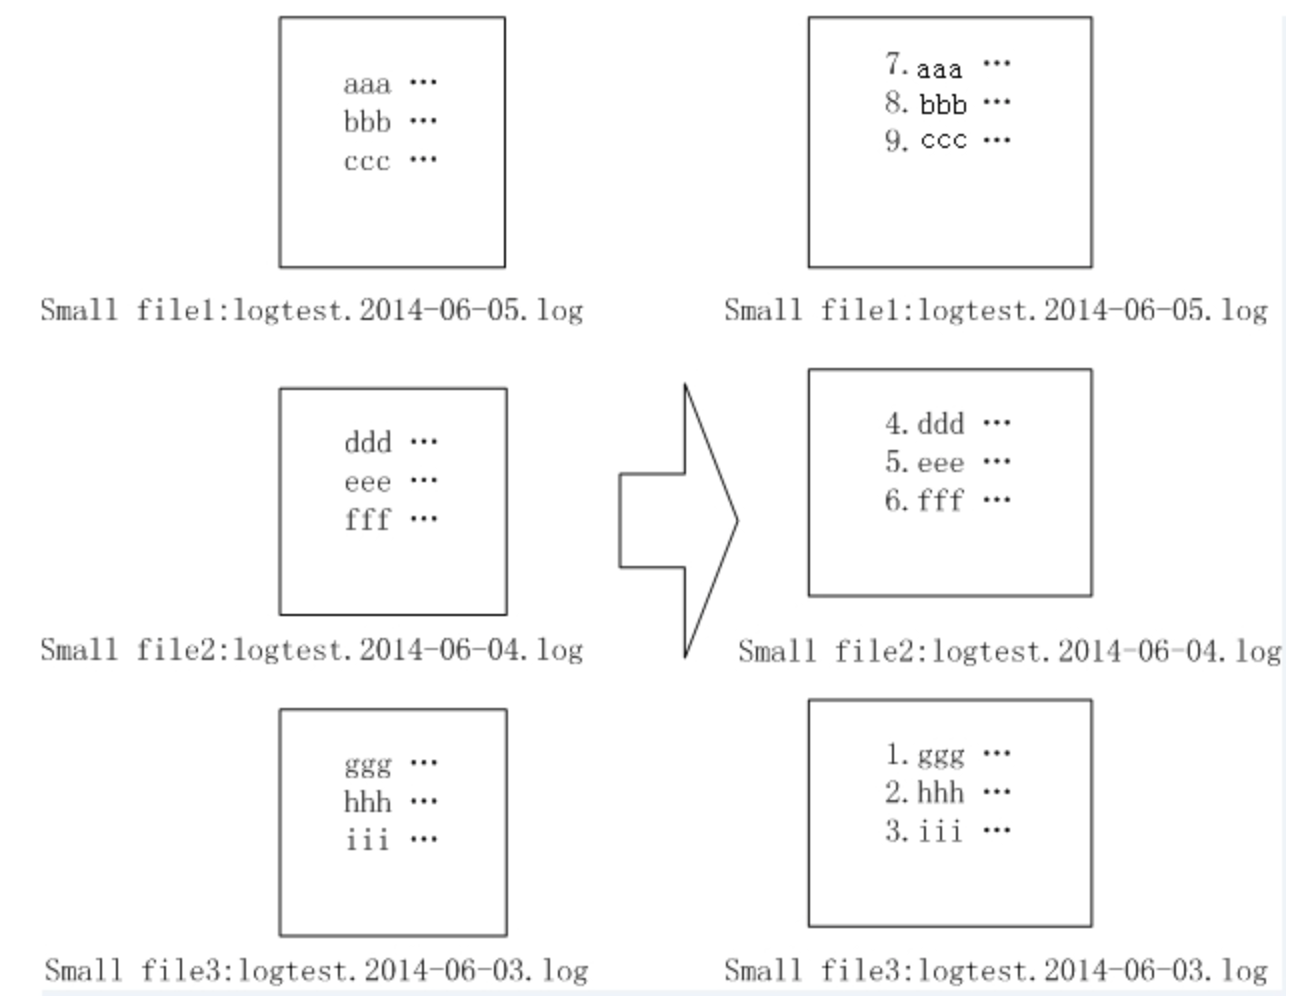 aaa …
bbb …
ccc …
Small file1:logtest.2014-06-05.log
ddd …
eee …
fff …
Small file2:logtest.2014-06-04.log
ggg …
hhh …
iii …
Small file3:logtest.2014-06-03.log
7. aaa …
8. bbb …
9. ccc …
Small file1:logtest.2014-06-05.log
4. ddd …
5. eee …
6. fff …
Small file2:logtest.2014-06-04.log
1. ggg …
2. hhh …
3. iii …
Small file3:logtest.2014-06-03.log